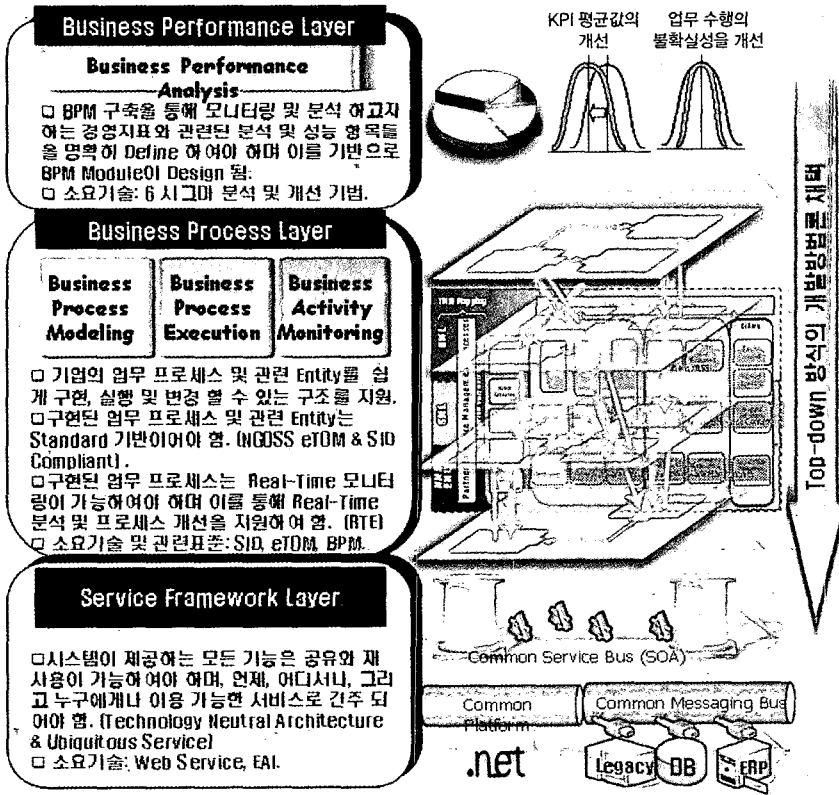 Business Performance Layer
Business Performance
Analysis
□ BPM 구축을 통해 모니터링 및 분석 하고자
하는 경영지표와 관련된 분석 및 성능 항목들
을 명확히 Define 하여야 하며 이를 기반으로
BPM Module이 Design 됨.
□ 소요기술: 6 시그마 분석 및 개선 기법.
KPI 평균값의
개선
업무 수행의
불확실성을 개선
Business Process Layer
Business
Process
Modeling
Business
Process
Execution
Business
Activity
Monitoring
□ 기업의 업무 프로세스 및 관련 Entity를 쉽
게 구현, 실행 및 변경 할 수 있는 구조를 지원.
□구현된 업무 프로세스 및 관련 Entity는
Standard 기반이어야 함. (NGOSS eTOM & SID
Compliant).
□구현된 업무 프로세스는 Real-Time 모니터
링이 가능하여야 하며 이를 통해 Real-Time
분석 및 프로세스 개선을 지원하여 함. (RTE)
□ 소요기술 및 관련표준: SID, eTOM, BPM.
Top-down 방식의 개발방법론 채택
Service Framework Layer
□시스템이 제공하는 모든 기능은 공유와 재
사용이 가능하여야 하며, 언제, 어디서나, 그리
고 누구에게나 이용 가능한 서비스로 간주 되
어야 함. (Technology Neutral Architecture
& Ubiquitous Service)
□ 소요기술: Web Service, EAI.
Common Service Bus (SOA)
Common
Platform
Common Messaging Bus
.net
Legacy
DB
ERP